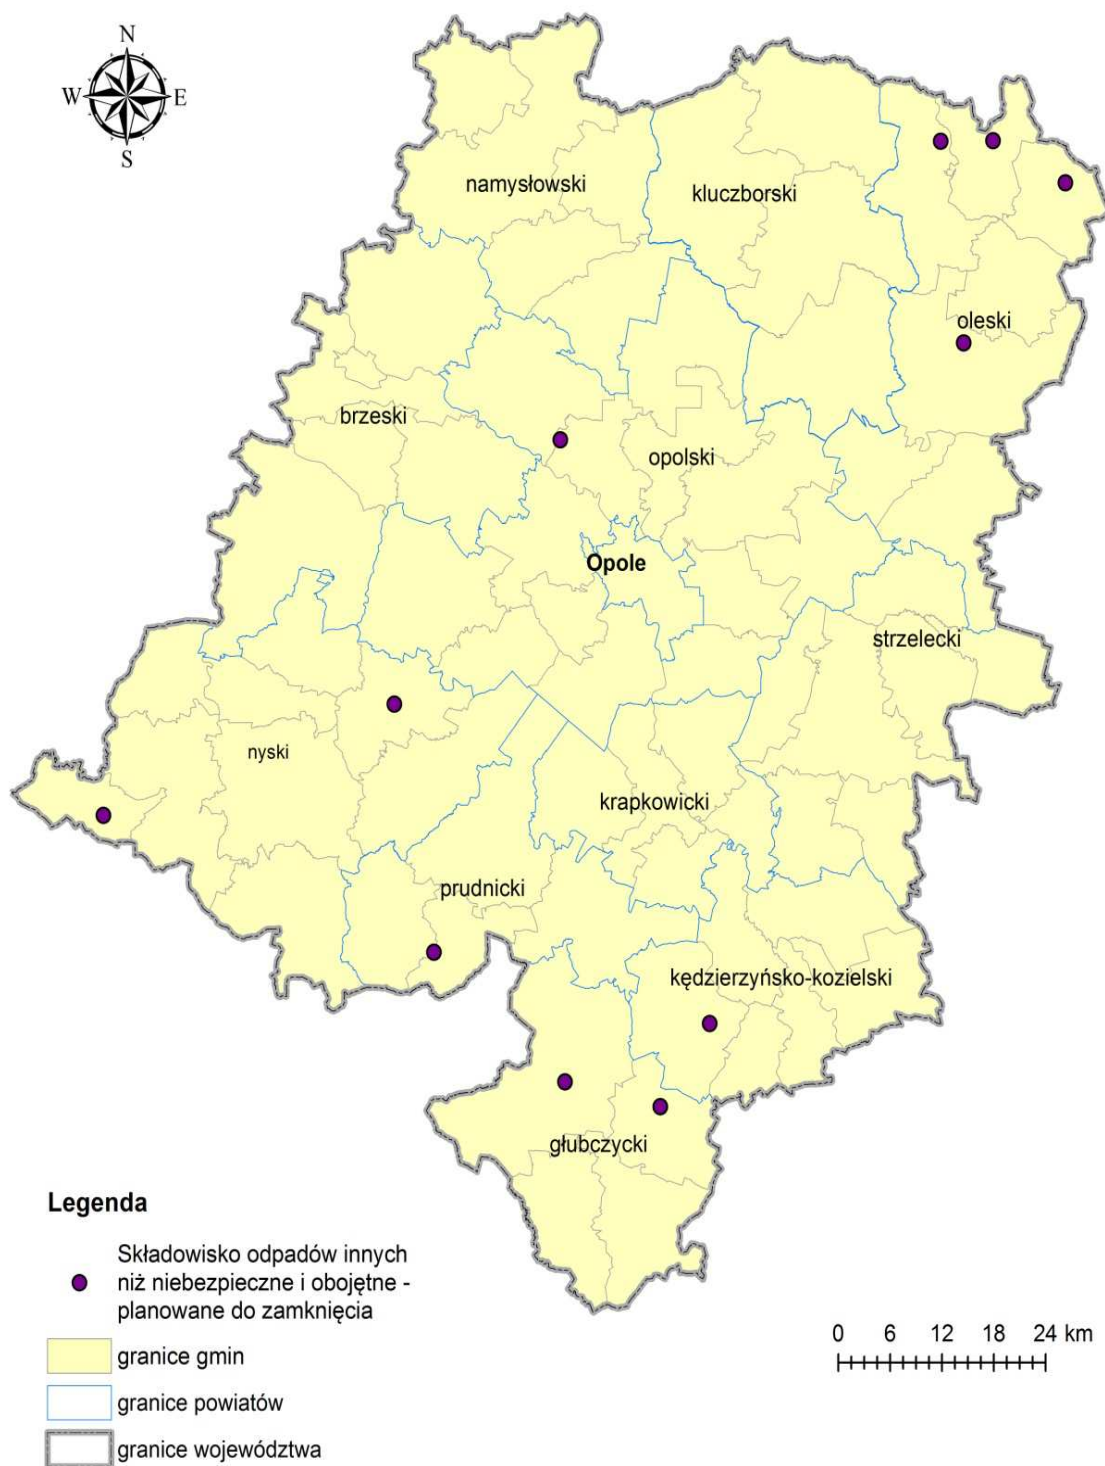 N
W E
S
namysłowski
kluczborski
oleski
brzeski
opolski
Opole
strzelecki
nyski
krapkowicki
prudnicki
kędzierzyńsko-kozielski
głubczycki
Legenda
Składowisko odpadów innych
niż niebezpieczne i obojętne -
planowane do zamknięcia
granice gmin
granice powiatów
granice województwa
0 6 12 18 24 km